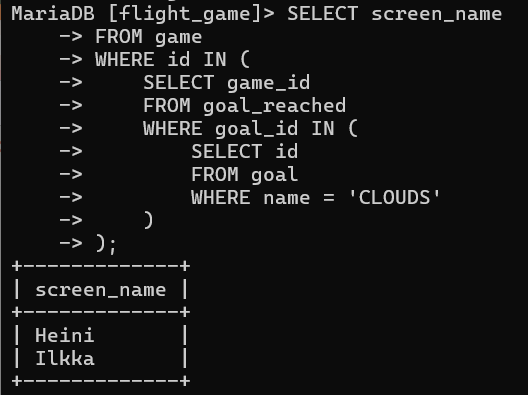 MariaDB [flight_game]> SELECT screen_name
    -> FROM game
    -> WHERE id IN (
    ->     SELECT game_id
    ->     FROM goal_reached
    ->     WHERE goal_id IN (
    ->         SELECT id
    ->         FROM goal
    ->         WHERE name = 'CLOUDS'
    ->     )
    -> );
+-------------+
| screen_name |
+-------------+
| Heini       |
| Ilkka       |
+-------------+